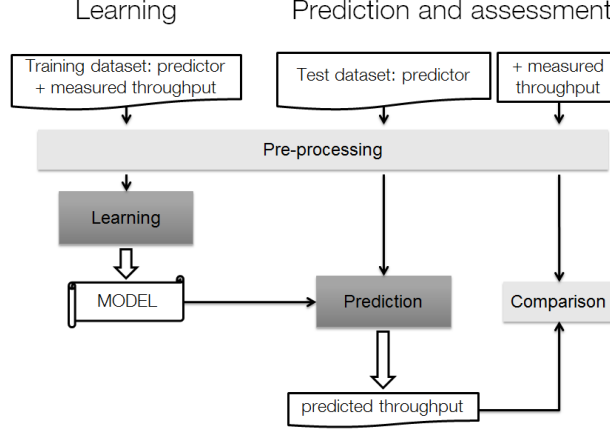 Learning
Prediction and assessment
Training dataset: predictor
+ measured throughput
Test dataset: predictor
+ measured
throughput
Pre-processing
Learning
MODEL
Prediction
Comparison
predicted throughput